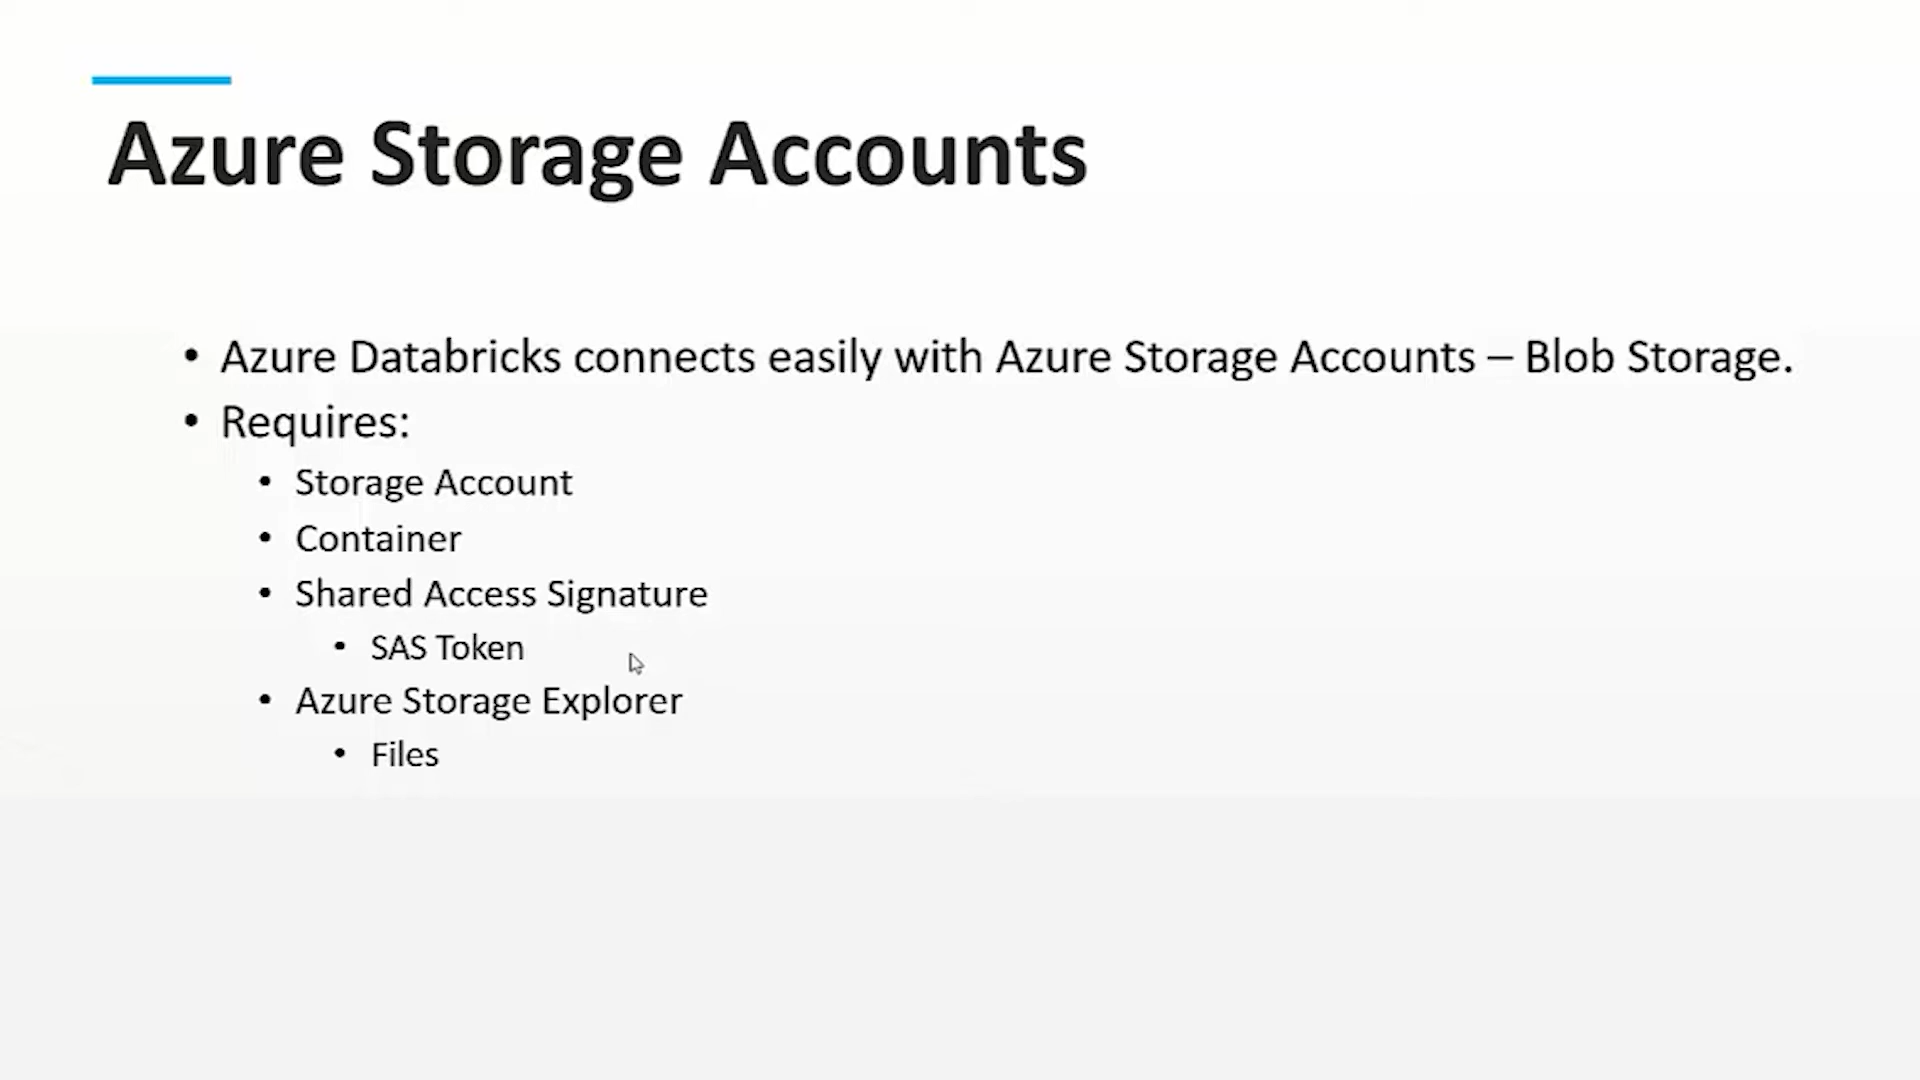 Azure Storage Accounts
• Azure Databricks connects easily with Azure Storage Accounts – Blob Storage.
• Requires:
• Storage Account
• Container
• Shared Access Signature
• SAS Token
• Azure Storage Explorer
• Files